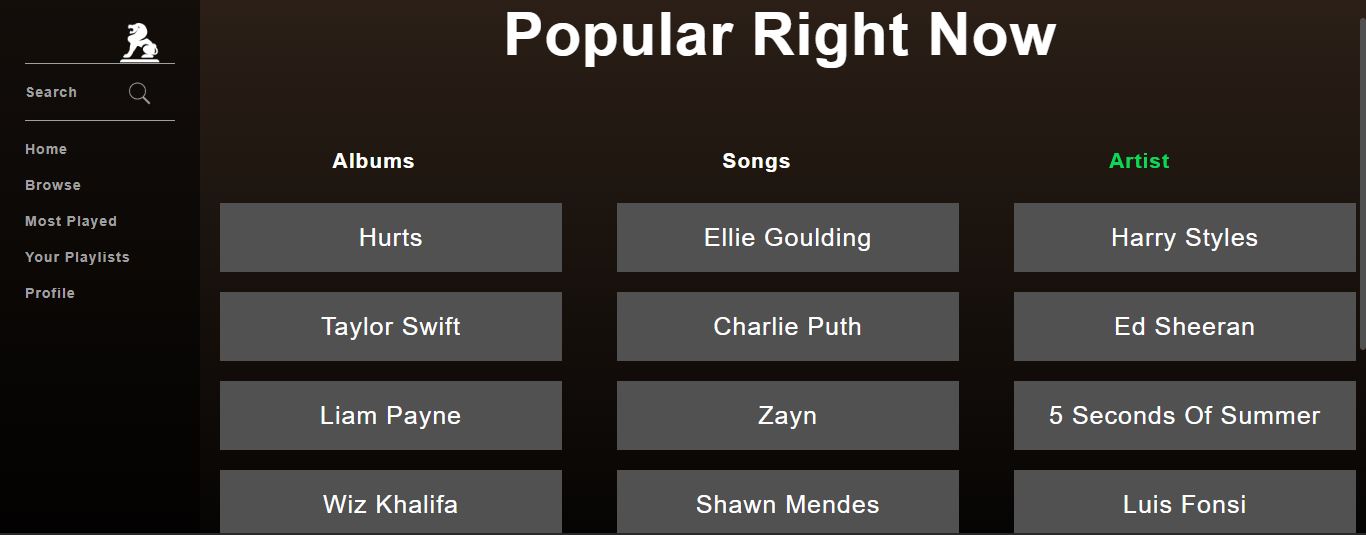 Popular Right Now
Search
Home
Browse
Most Played
Your Playlists
Profile
Albums Songs Artist
Hurts Ellie Goulding Harry Styles
Taylor Swift Charlie Puth Ed Sheeran
Liam Payne Zayn 5 Seconds Of Summer
Wiz Khalifa Shawn Mendes Luis Fonsi